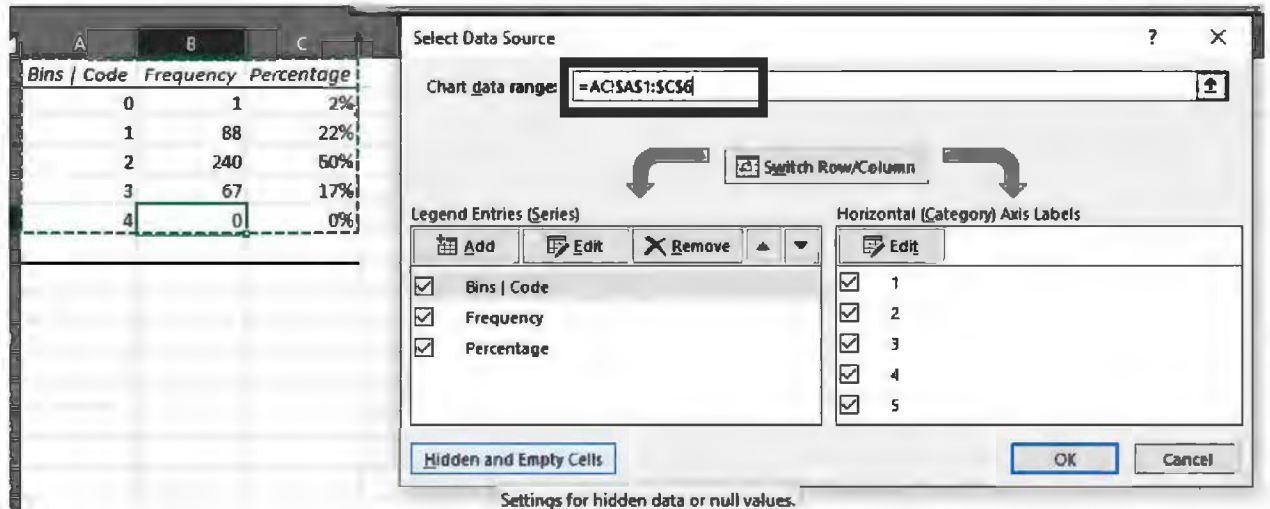 A B C
Bins | Code Frequency Percentage
0 1 2%
1 88 22%
2 240 60%
3 67 17%
4 0 0%
Select Data Source ? ×
Chart data range: =AC!$A$1:$C$6
Switch Row/Column
Legend Entries (Series)
Add Edit Remove
Bins | Code
Frequency
Percentage
Horizontal (Category) Axis Labels
Edit
1
2
3
4
5
Hidden and Empty Cells
OK Cancel
Settings for hidden data or null values.